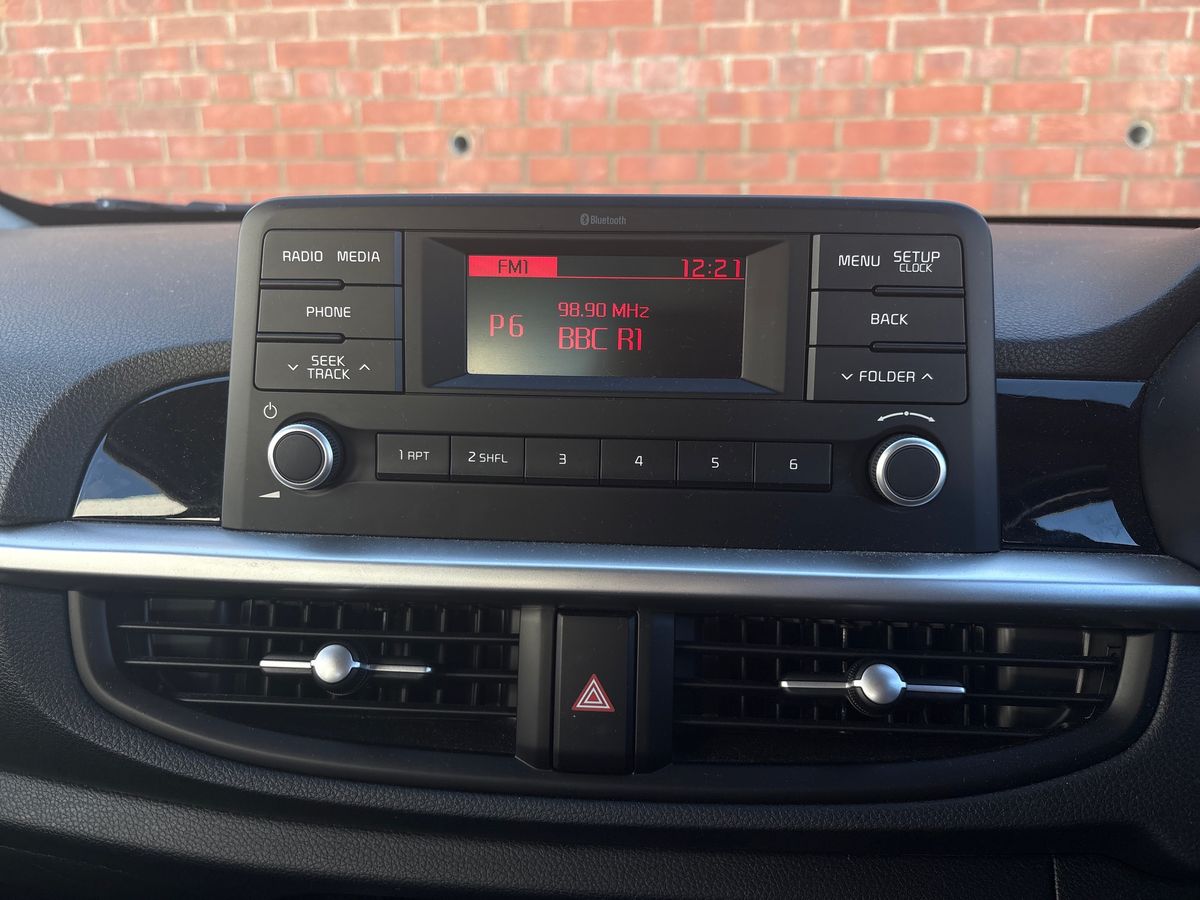 Bluetooth
RADIO MEDIA
PHONE
SEEK
TRACK
FM1 12:21
98.90 MHz
P6
BBC R1
MENU SETUP
CLOCK
BACK
FOLDER
1 RPT 2 SHFL 3 4 5 6